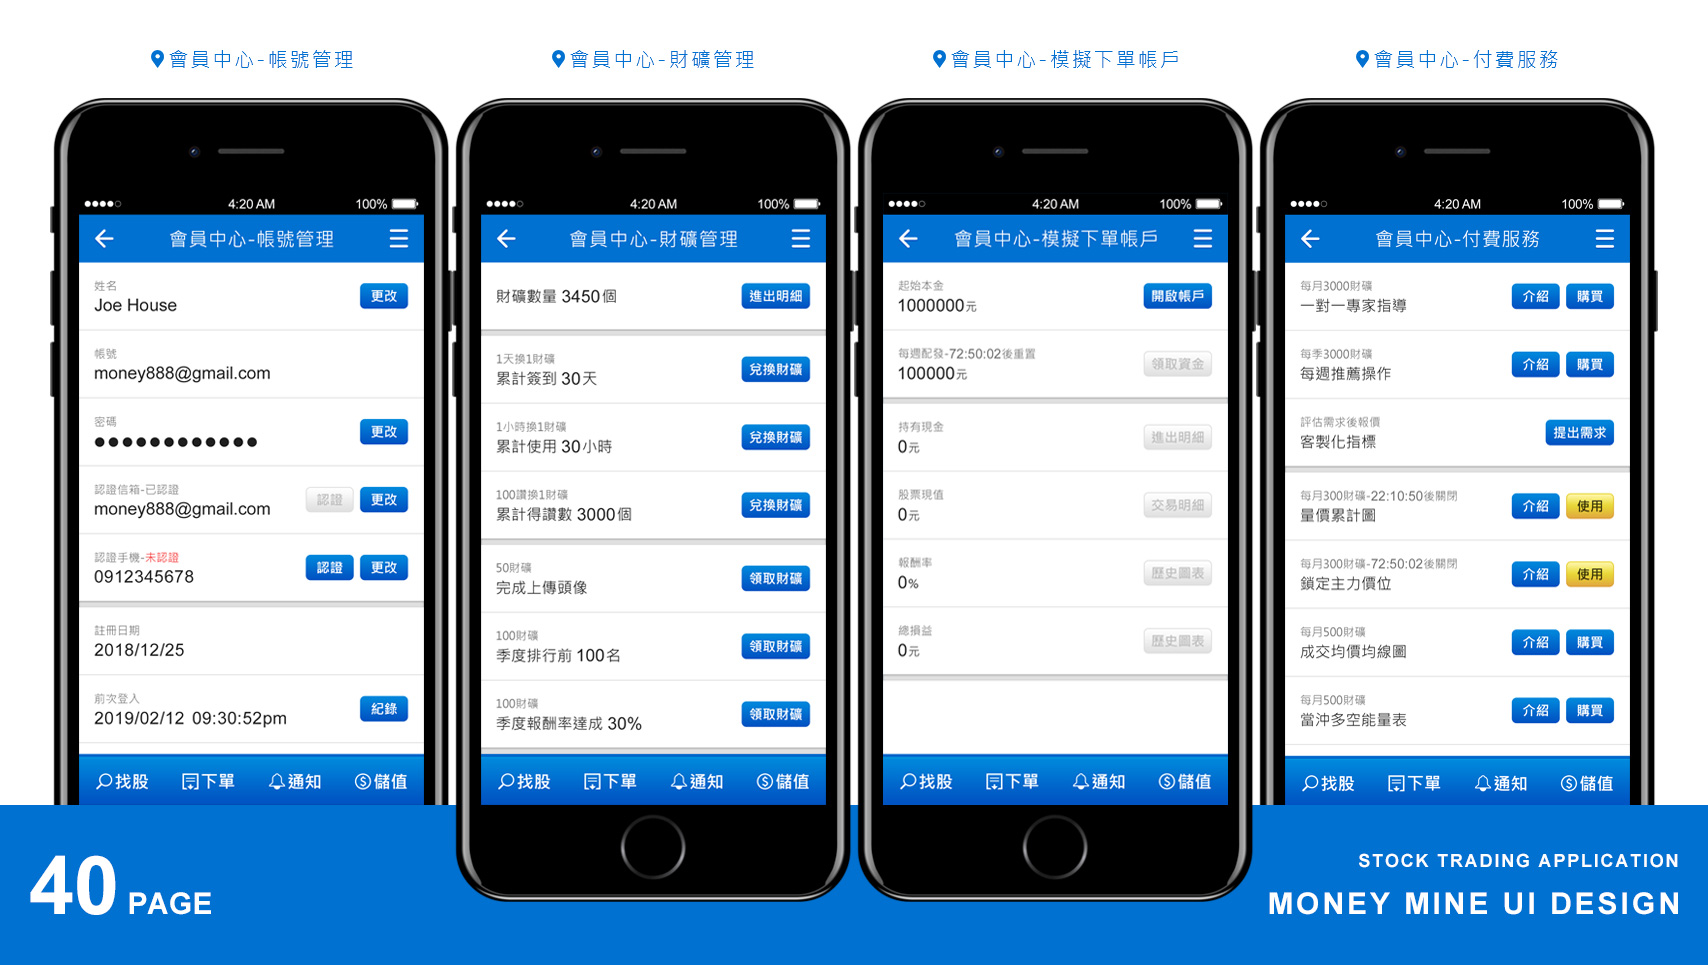 會員中心-帳號管理
會員中心-財礦管理
會員中心-模擬下單帳戶
會員中心-付費服務
4:20 AM 100%
會員中心-帳號管理
姓名
Joe House 更改
帳號
money888@gmail.com
密碼
●●●●●●●●●●●● 更改
認證信箱-已認證
money888@gmail.com 認證 更改
認證手機-未認證
0912345678 認證 更改
註冊日期
2018/12/25
前次登入
2019/02/12 09:30:52pm 紀錄
找股 下單 通知 儲值
4:20 AM 100%
會員中心-財礦管理
財礦數量 3450個 進出明細
1天換1財礦
累計簽到 30天 兌換財礦
1小時換1財礦
累計使用 30小時 兌換財礦
100讚換1財礦
累計得讚數 3000個 兌換財礦
50財礦
完成上傳頭像 領取財礦
100財礦
季度排行前 100名 領取財礦
100財礦
季度報酬率達成 30% 領取財礦
找股 下單 通知 儲值
4:20 AM 100%
會員中心-模擬下單帳戶
起始本金
1000000元 開啟帳戶
每週配發-72:50:02後重置
100000元 領取資金
持有現金
0元 進出明細
股票現值
0元 交易明細
報酬率
0% 歷史圖表
總損益
0元 歷史圖表
找股 下單 通知 儲值
4:20 AM 100%
會員中心-付費服務
每月3000財礦
一對一專家指導 介紹 購買
每季3000財礦
每週推薦操作 介紹 購買
評估需求後報價
客製化指標 提出需求
每月300財礦-22:10:50後關閉
量價累計圖 介紹 使用
每月300財礦-72:50:02後關閉
鎖定主力價位 介紹 使用
每月500財礦
成交均價均線圖 介紹 購買
每月500財礦
當沖多空能量表 介紹 購買
找股 下單 通知 儲值
40 PAGE
STOCK TRADING APPLICATION
MONEY MINE UI DESIGN